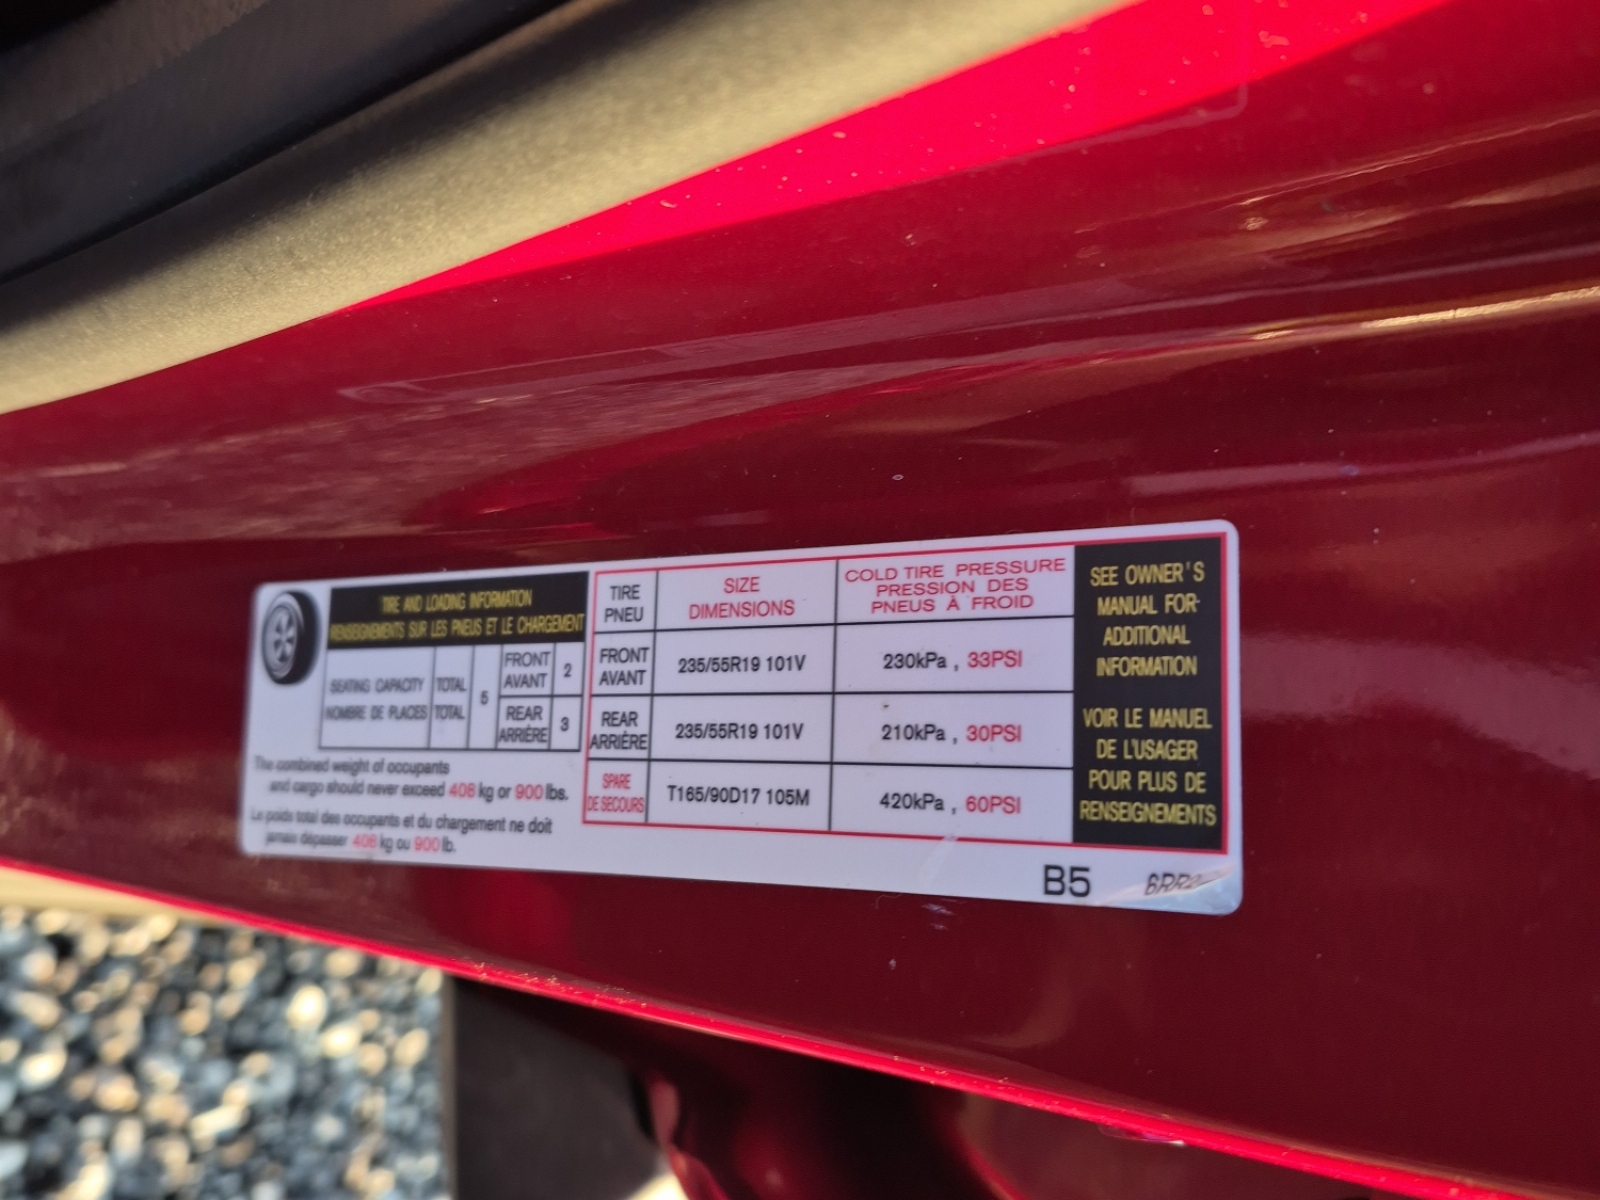 TIRE AND LOADING INFORMATION
RENSEIGNEMENTS SUR LES PNEUS ET LE CHARGEMENT
SEATING CAPACITY TOTAL 5 FRONT 2
AVANT
NOMBRE DE PLACES TOTAL REAR 3
ARRIÈRE
The combined weight of occupants
and cargo should never exceed 408 kg or 900 lbs.
Le poids total des occupants et du chargement ne doit
jamais dépasser 408 kg ou 900 lb.
TIRE
PNEU
SIZE
DIMENSIONS
COLD TIRE PRESSURE
PRESSION DES
PNEUS À FROID
FRONT
AVANT
235/55R19 101V
230kPa , 33PSI
REAR
ARRIÈRE
235/55R19 101V
210kPa , 30PSI
SPARE
DE SECOURS
T165/90D17 105M
420kPa , 60PSI
SEE OWNER'S
MANUAL FOR
ADDITIONAL
INFORMATION
VOIR LE MANUEL
DE L'USAGER
POUR PLUS DE
RENSEIGNEMENTS
B5